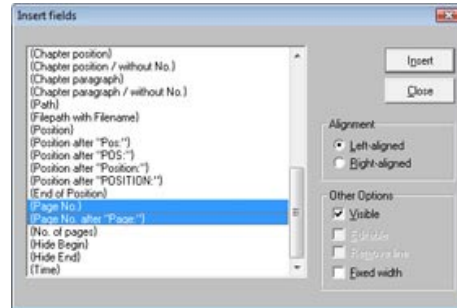 Insert fields
(Chapter position)
(Chapter position / without No.)
(Chapter paragraph)
(Chapter paragraph / without No.)
(Path)
(Filepath with Filename)
(Position)
(Position after "Pos:")
(Position after "POS:")
(Position after "Position:")
(Position after "POSITION:")
(End of Position)
(Page No.)
(Page No. after "Page:")
(No. of pages)
(Hide Begin)
(Hide End)
(Time)
Insert
Close
Alignment
Left-aligned
Right-aligned
Other Options
Visible
Editable
Remove line
Fixed width